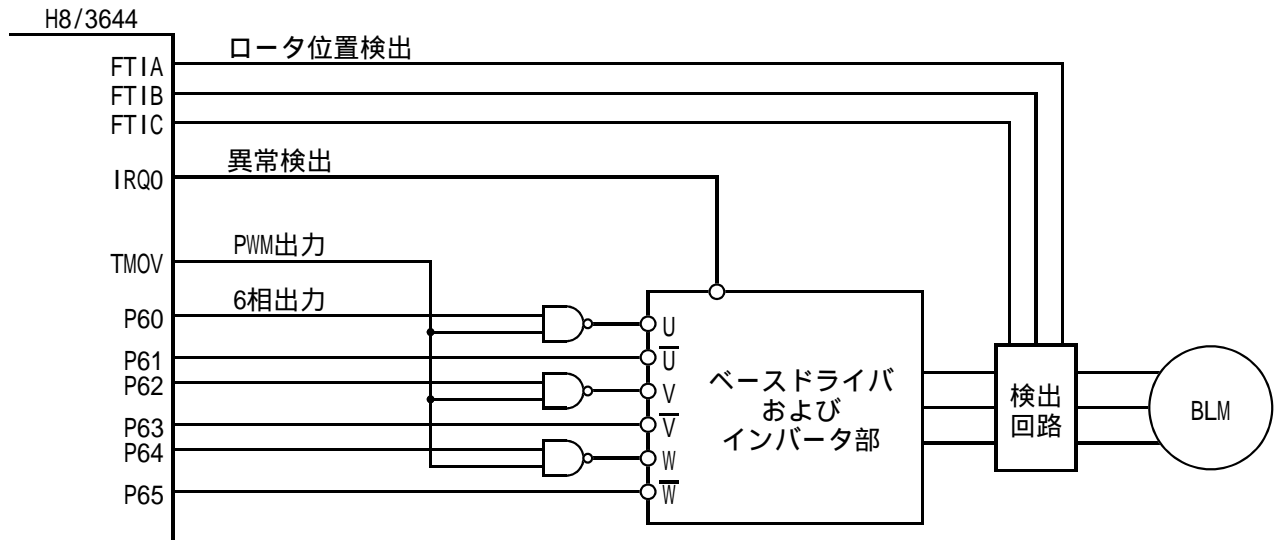 H8/3644
ロータ位置検出
FTIA
FTIB
FTIC
異常検出
IRQ0
PWM出力
TMOV
6相出力
P60
U
P61
U̅
P62
V
P63
V̅
P64
W
P65
W̅
ベースドライバ
および
インバータ部
検出
回路
BLM